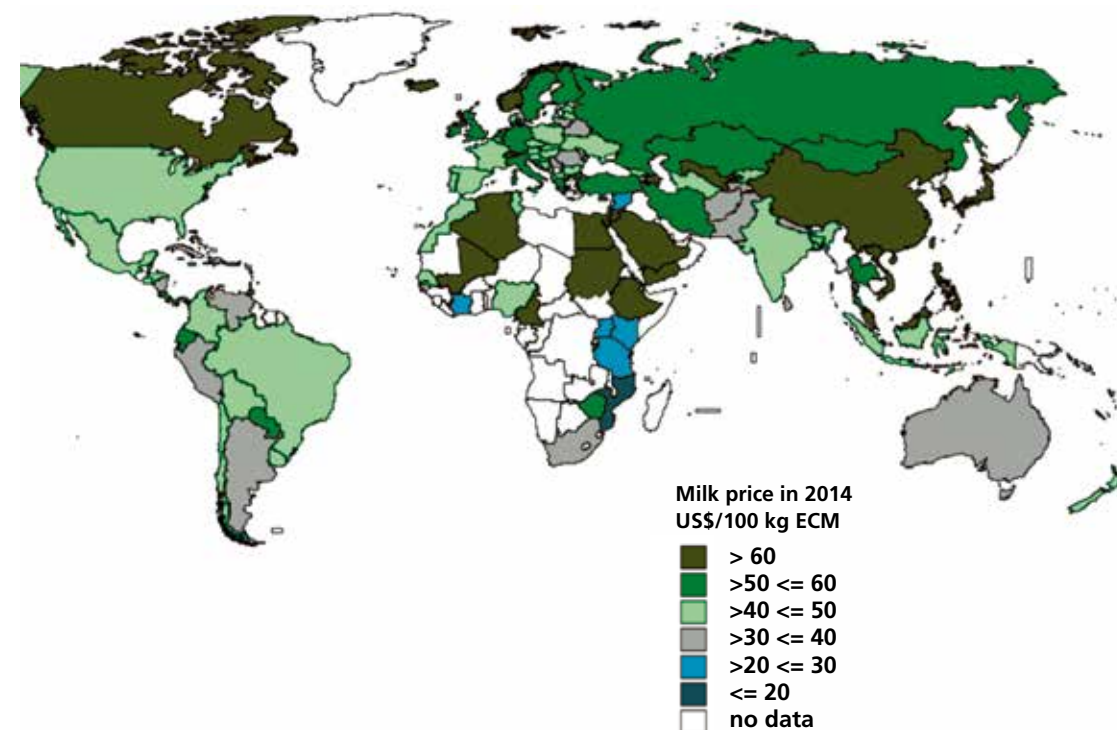 Milk price in 2014
US$/100 kg ECM
> 60
>50 <= 60
>40 <= 50
>30 <= 40
>20 <= 30
<= 20
no data